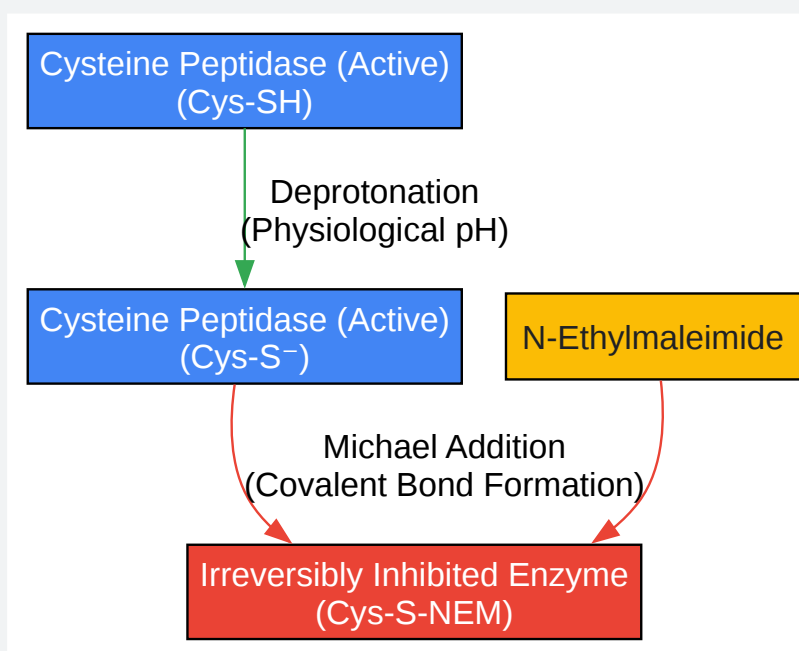 Cysteine Peptidase (Active)
(Cys-SH)
Deprotonation
(Physiological pH)
Cysteine Peptidase (Active)
(Cys-S⁻)
N-Ethylmaleimide
Michael Addition
(Covalent Bond Formation)
Irreversibly Inhibited Enzyme
(Cys-S-NEM)